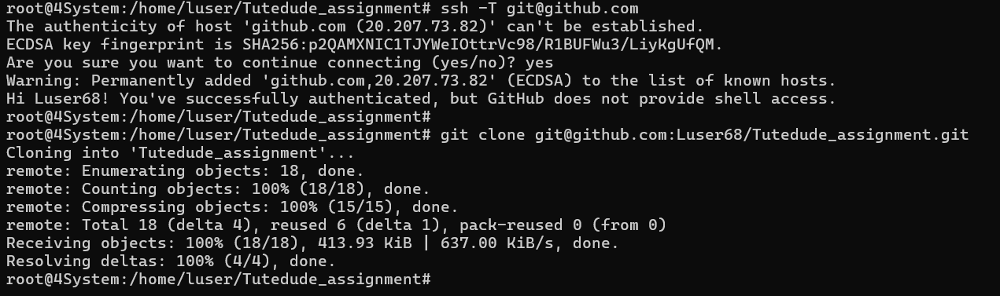 root@4System:/home/luser/Tutedude_assignment# ssh -T git@github.com
The authenticity of host 'github.com (20.207.73.82)' can't be established.
ECDSA key fingerprint is SHA256:p2QAMXNIC1TJYWeIOttrVc98/R1BUFWu3/LiyKgUfQM.
Are you sure you want to continue connecting (yes/no)? yes
Warning: Permanently added 'github.com,20.207.73.82' (ECDSA) to the list of known hosts.
Hi Luser68! You've successfully authenticated, but GitHub does not provide shell access.
root@4System:/home/luser/Tutedude_assignment#
root@4System:/home/luser/Tutedude_assignment# git clone git@github.com:Luser68/Tutedude_assignment.git
Cloning into 'Tutedude_assignment'...
remote: Enumerating objects: 18, done.
remote: Counting objects: 100% (18/18), done.
remote: Compressing objects: 100% (15/15), done.
remote: Total 18 (delta 4), reused 6 (delta 1), pack-reused 0 (from 0)
Receiving objects: 100% (18/18), 413.93 KiB | 637.00 KiB/s, done.
Resolving deltas: 100% (4/4), done.
root@4System:/home/luser/Tutedude_assignment#